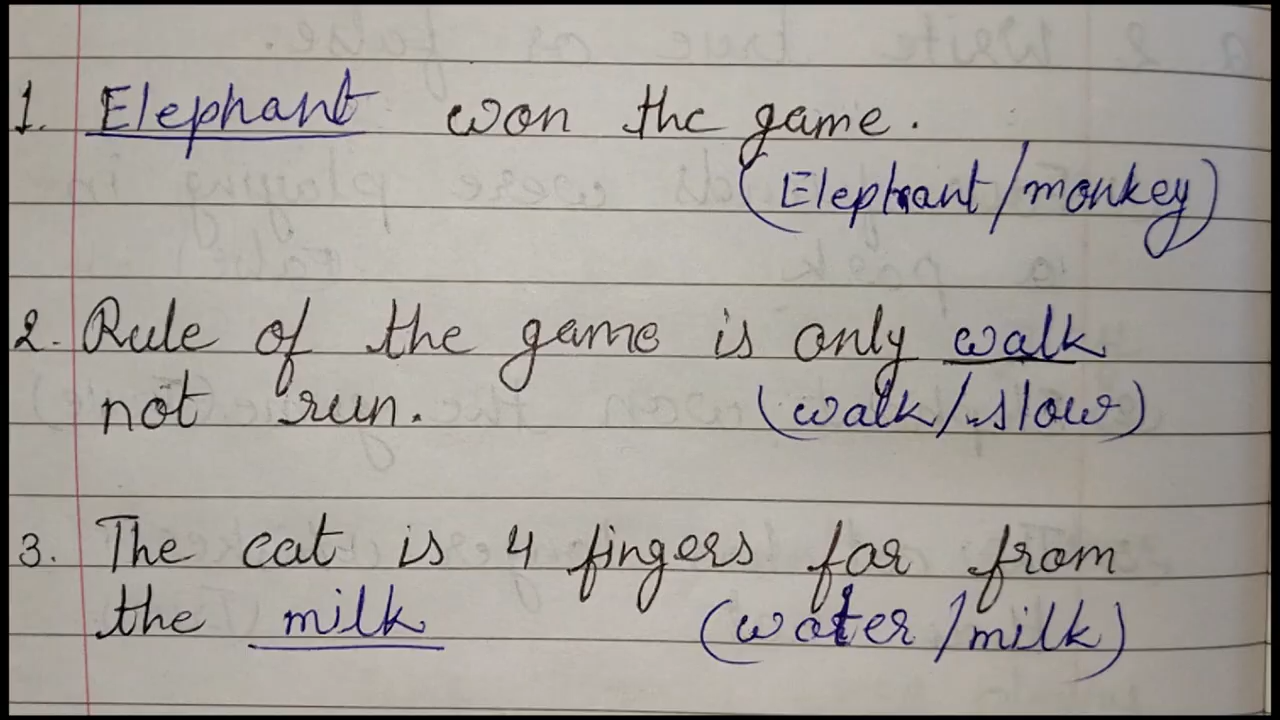 1. Elephant won the game.
(Elephant/monkey)
2. Rule of the game is only walk
not run. (walk/slow)
3. The cat is 4 fingers far from
the milk (water/milk)